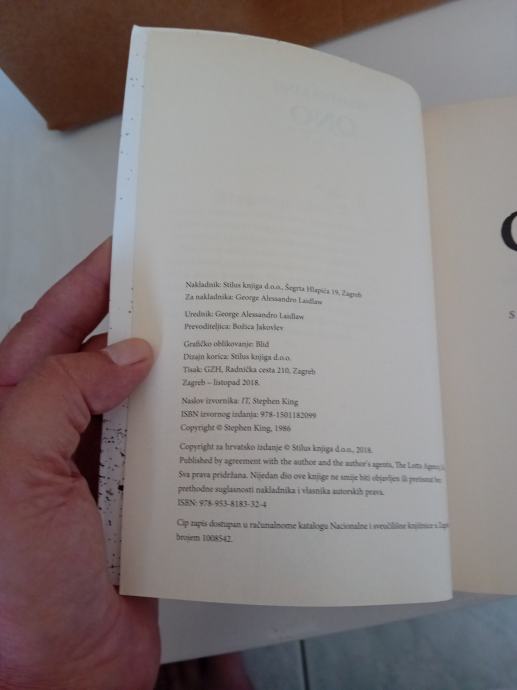 Nakladnik: Stilus knjiga d.o.o., Šegrta Hlapića 19, Zagreb
Za nakladnika: George Alessandro Laidlaw
Urednik: George Alessandro Laidlaw
Prevoditeljica: Božica Jakovlev
Grafičko oblikovanje: Blid
Dizajn korica: Stilus knjiga d.o.o.
Tisak: GZH, Radnička cesta 210, Zagreb
Zagreb – listopad 2018.
Naslov izvornika: IT, Stephen King
ISBN izvornog izdanja: 978-1501182099
Copyright © Stephen King, 1986
Copyright za hrvatsko izdanje © Stilus knjiga d.o.o., 2018.
Published by agreement with the author and the author's agents, The Lotts Agency
Sva prava pridržana. Nijedan dio ove knjige ne smije biti objavljen ili pretisnut bez
prethodne suglasnosti nakladnika i vlasnika autorskih prava.
ISBN: 978-953-8183-32-4
Cip zapis dostupan u računalnome katalogu Nacionalne i sveučilišne knjižnice u
brojem 1008542.
S